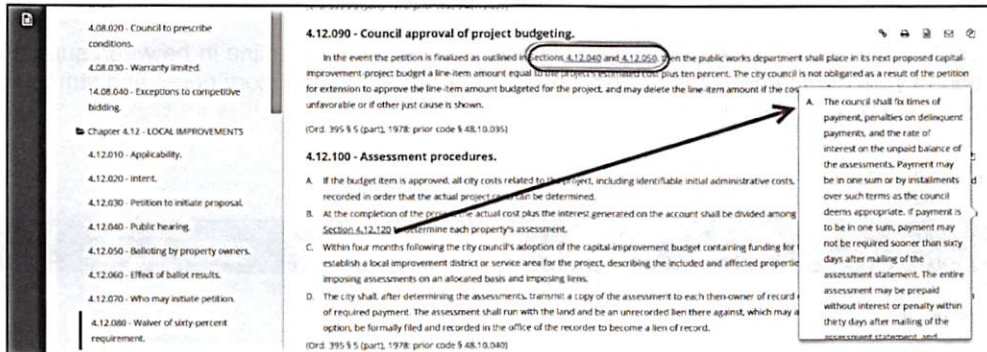 4.08.020 - Council to prescribe
conditions.
4.08.030 - Warranty limited.
14.08.040 - Exceptions to competitive
bidding.
Chapter 4.12 - LOCAL IMPROVEMENTS
4.12.010 - Applicability.
4.12.020 - Intent.
4.12.030 - Petition to initiate proposal.
4.12.040 - Public hearing.
4.12.050 - Balloting by property owners.
4.12.060 - Effect of ballot results.
4.12.070 - Who may initiate petition.
4.12.080 - Waiver of sixty-percent
requirement.
4.12.090 - Council approval of project budgeting.
In the event the petition is finalized as outlined in Sections 4.12.040 and 4.12.050, then the public works department shall place in its next proposed capital-
improvement-project budget a line-item amount equal to the project's estimated cost plus ten percent. The city council is not obligated as a result of the petition
for extension to approve the line-item amount budgeted for the project, and may delete the line-item amount if the cos
unfavorable or if other just cause is shown.
(Ord. 395 § 5 (part), 1978: prior code § 48.10.035)
4.12.100 - Assessment procedures.
A. If the budget item is approved, all city costs related to the project, including identifiable initial administrative costs,
recorded in order that the actual project costs can be determined.
B. At the completion of the project, the actual cost plus the interest generated on the account shall be divided among
Section 4.12.120 to determine each property's assessment.
C. Within four months following the city council's adoption of the capital-improvement budget containing funding for
establish a local improvement district or service area for the project, describing the included and affected propertie
imposing assessments on an allocated basis and imposing liens.
D. The city shall, after determining the assessments, transmit a copy of the assessment to each then-owner of record
of required payment. The assessment shall run with the land and be an unrecorded lien there against, which may a
option, be formally filed and recorded in the office of the recorder to become a lien of record.
(Ord. 395 § 5 (part), 1978: prior code § 48.10.040)
A. The council shall fix times of
payment, penalties on delinquent
payments, and the rate of
interest on the unpaid balance of
the assessments. Payment may
be in one sum or by installments
over such terms as the council
deems appropriate. If payment is
to be in one sum, payment may
not be required sooner than sixty
days after mailing of the
assessment statement. The entire
assessment may be prepaid
without interest or penalty within
thirty days after mailing of the
assessment statement, and